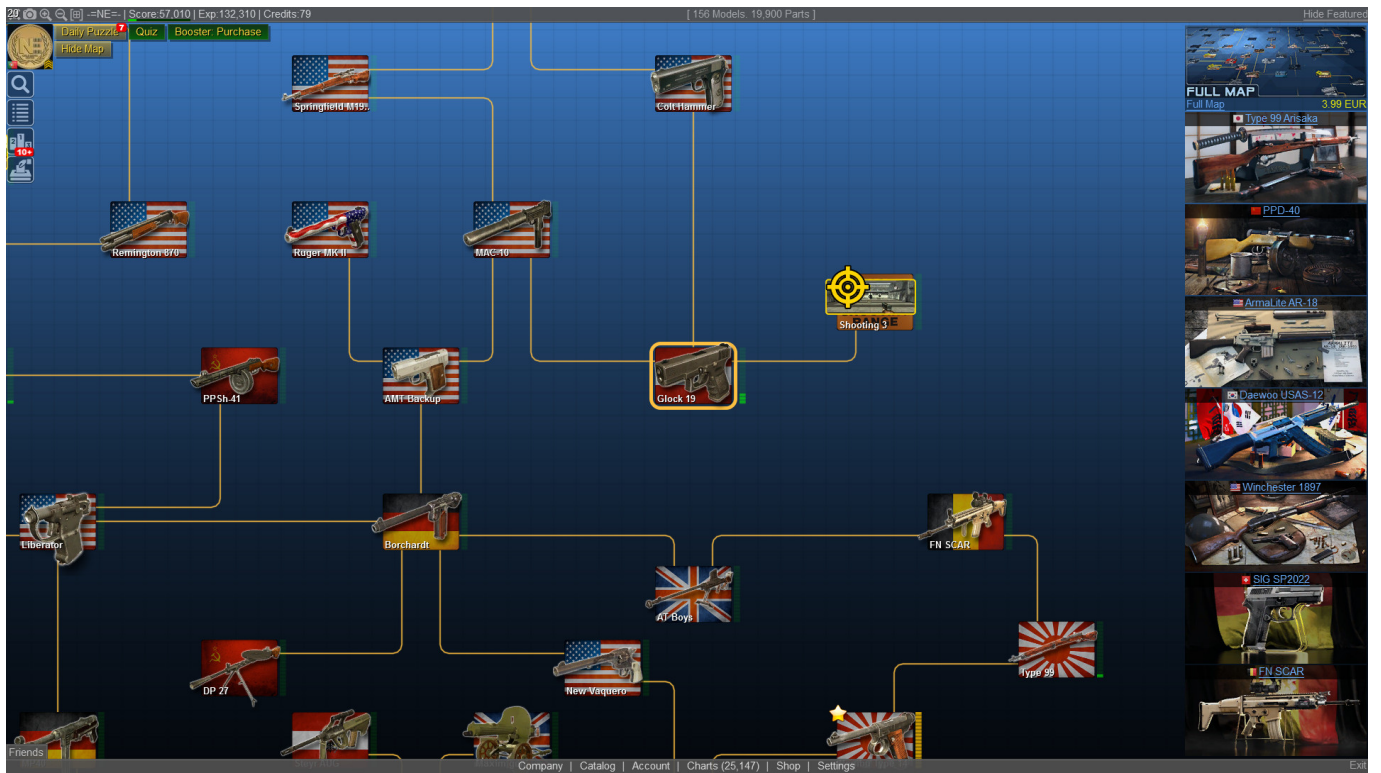 -=NE=- | Score:57,010 | Exp:132,310 | Credits:79
[ 156 Models. 19,900 Parts ]
Hide Featured
Daily Puzzle
7
Quiz
Booster: Purchase
Hide Map
10+
Springfield M19..
Colt Hammer
FULL MAP
Full Map
3.99 EUR
Type 99 Arisaka
Remington 870
Ruger MK II
MAC-10
PPD-40
Shooting 3
RANGE
ArmaLite AR-18
PPSh-41
AMT Backup
Glock 19
Daewoo USAS-12
Winchester 1897
Liberator
Borchardt
FN SCAR
AT Boys
SIG SP2022
DP 27
New Vaquero
Type 99
FN SCAR
Friends
Company | Catalog | Account | Charts (25,147) | Shop | Settings
Exit